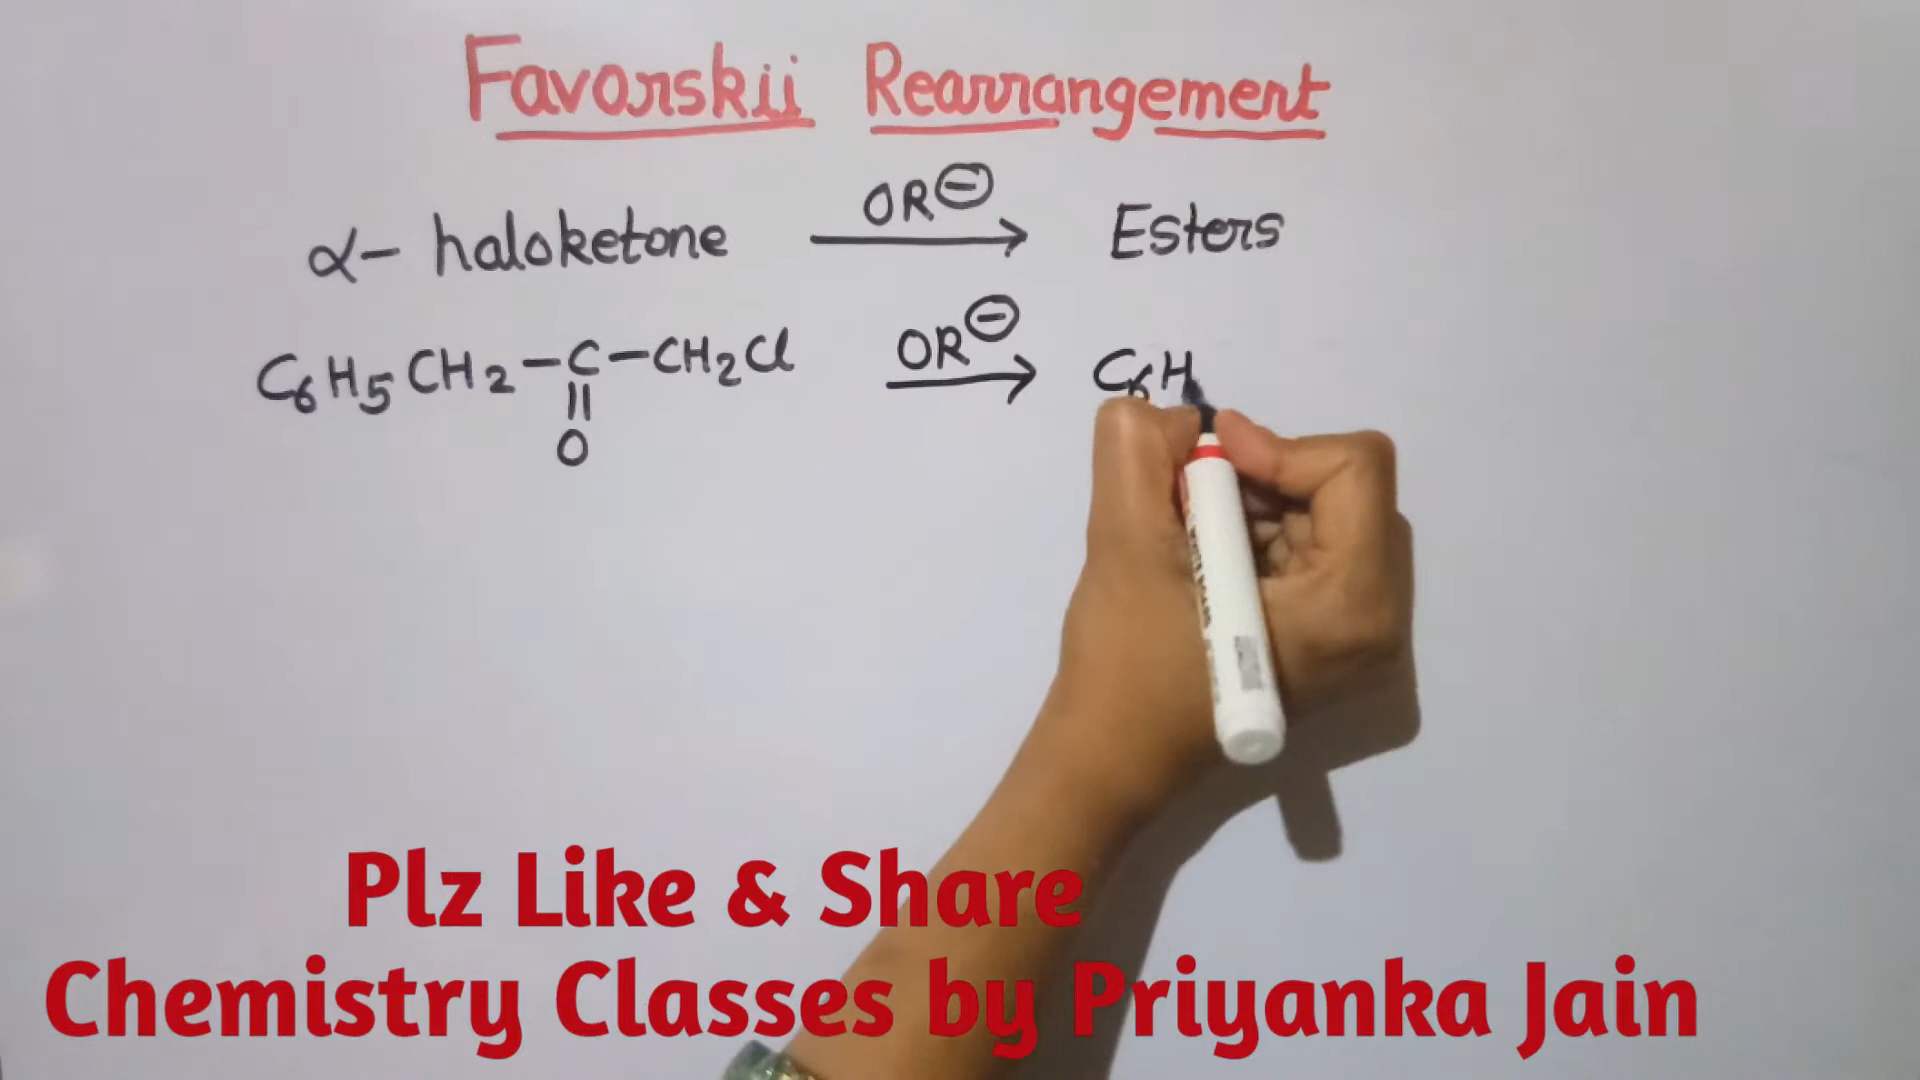 Favorskii Rearrangement
α- haloketone OR⊖ → Esters
C₆H₅CH₂-C-CH₂Cl OR⊖ → C₆H
||
O
Plz Like & Share
Chemistry Classes by Priyanka Jain